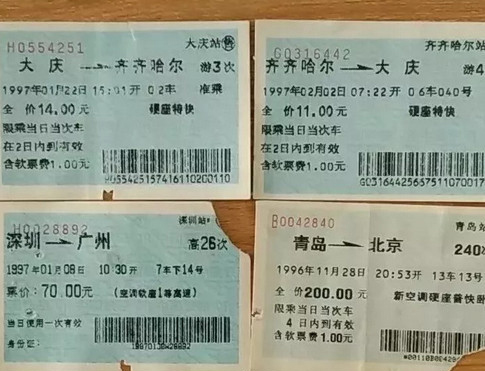 H0554251
大庆站 售
大庆 → 齐齐哈尔 游3次
1997年01月22日 15:01开 02车 准乘
全价14.00元 硬座特快
限乘当日当次车
在2日内到有效
含软票费1.00元
H0554251574161102001​10
G0316442
齐齐哈尔站
齐齐哈尔 → 大庆 游4
1997年02月02日 07:22开 06车040号
全价11.00元 硬座特快
限乘当日当次车
在2日内到有效
含软票费1.00元
H0028892
深圳站
深圳 → 广州 高26次
1997年01月08日 10:30开 7车下14号
票价:70.00元 (空调软座1等高速)
当日使用一次有效
身份证:
B0042840
青岛站
青岛 → 北京 240
1996年11月28日 20:53开 13车13号
全价200.00元 新空调硬座普快卧
限乘当日当次车
4日内到有效
含软票费1.00元